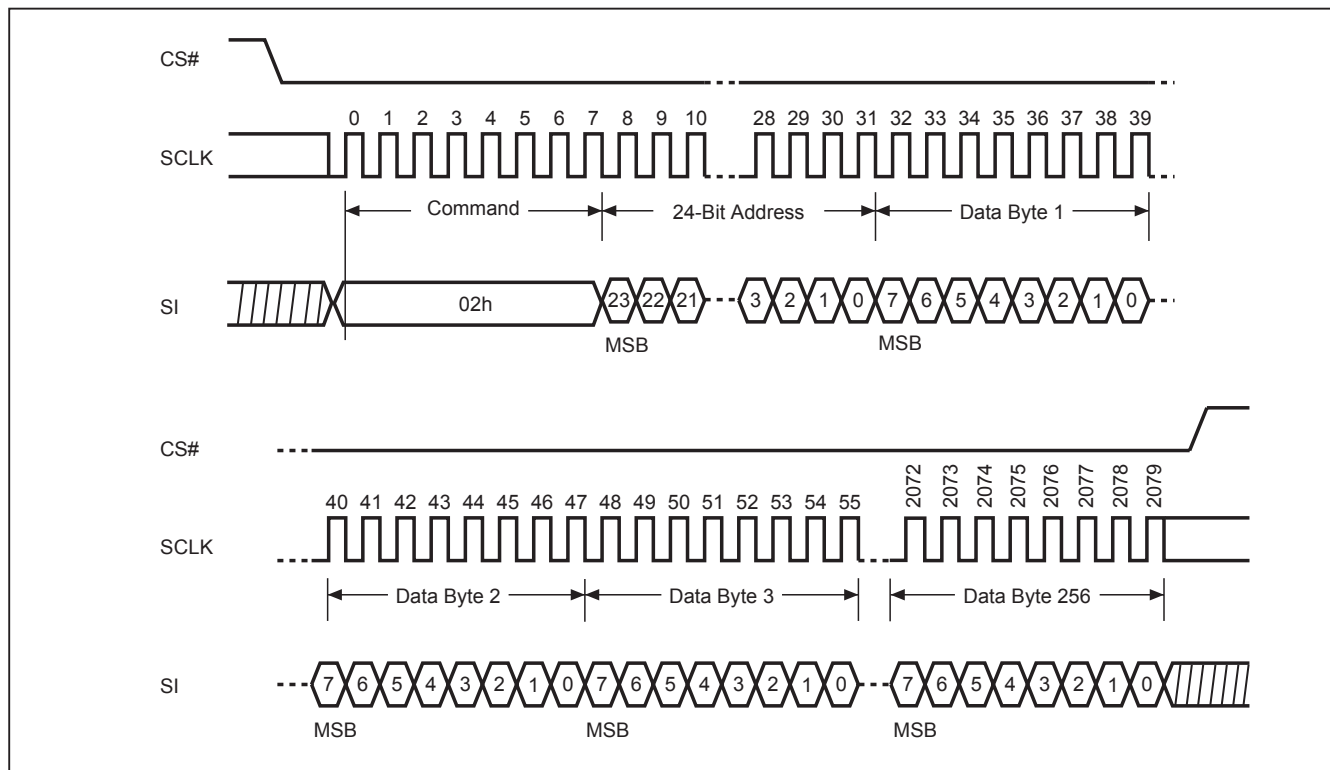 CS#
0 1 2 3 4 5 6 7 8 9 10 28 29 30 31 32 33 34 35 36 37 38 39
SCLK
Command 24-Bit Address Data Byte 1
SI 02h 23 22 21 3 2 1 0 7 6 5 4 3 2 1 0
MSB MSB
CS#
40 41 42 43 44 45 46 47 48 49 50 51 52 53 54 55 2072 2073 2074 2075 2076 2077 2078 2079
SCLK
Data Byte 2 Data Byte 3 Data Byte 256
SI 7 6 5 4 3 2 1 0 7 6 5 4 3 2 1 0 7 6 5 4 3 2 1 0
MSB MSB MSB